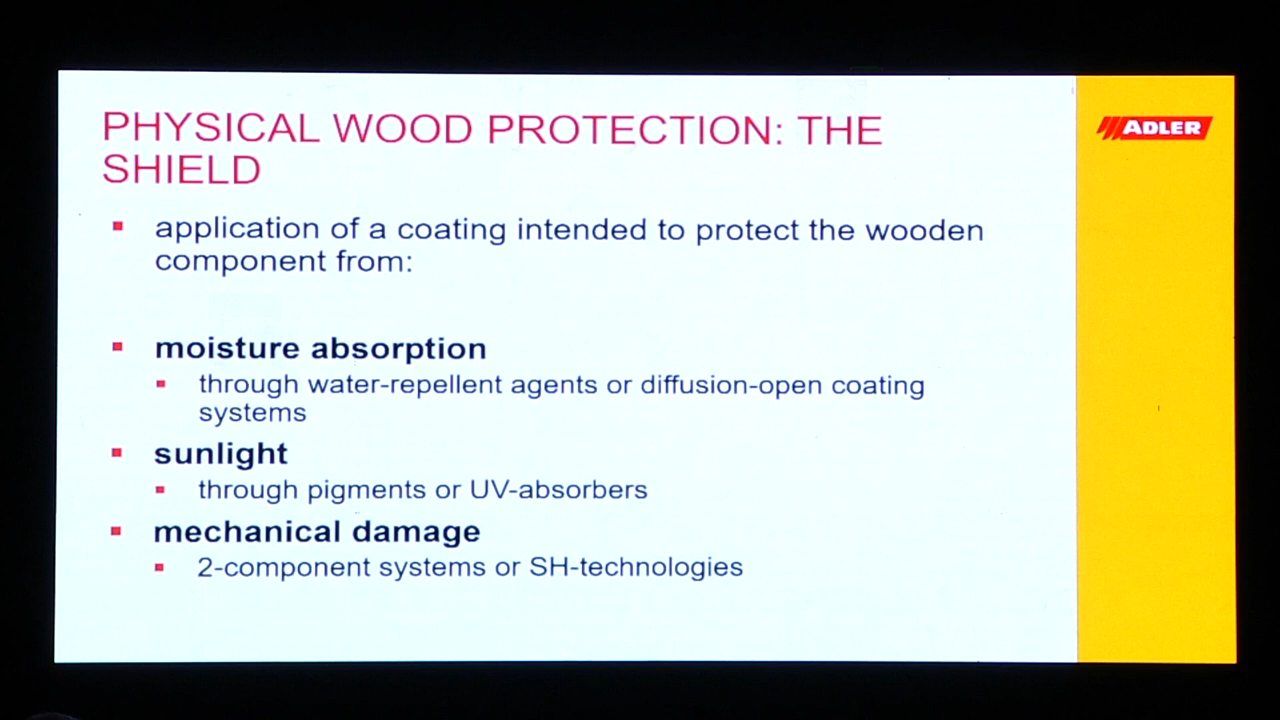 PHYSICAL WOOD PROTECTION: THE
SHIELD
ADLER
application of a coating intended to protect the wooden
component from:
moisture absorption
through water-repellent agents or diffusion-open coating
systems
sunlight
through pigments or UV-absorbers
mechanical damage
2-component systems or SH-technologies